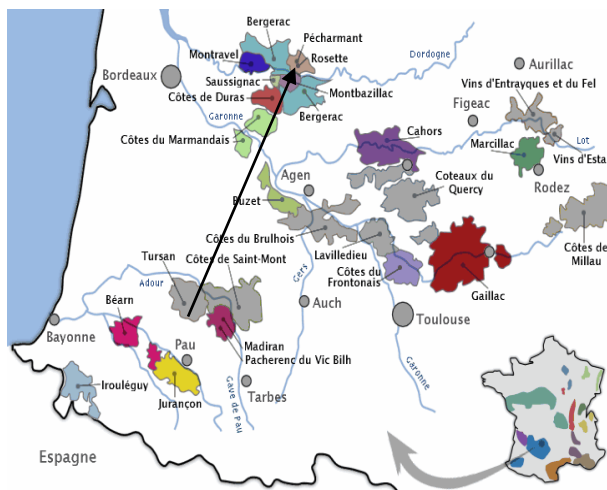 Bergerac
Pécharmant
Rosette
Montravel
Dordogne
Aurillac
Bordeaux
Saussignac
Montbazillac
Vins d'Entrayques et du Fel
Côtes de Duras
Garonne
Bergerac
Figeac
Côtes du Marmandais
Cahors
Marcillac
Lot
Vins d'Esta
Agen
Coteaux du
Quercy
Rodez
Buzet
Côtes du Brulhois
Lavilledieu
Côtes de
Millau
Tursan
Côtes de Saint-Mont
Côtes du
Frontonais
Gers
Adour
Gaillac
Béarn
Auch
Toulouse
Bayonne
Pau
Madiran
Pacherenc du Vic Bilh
Garonne
Irouléguy
Jurançon
Gave de Pau
Tarbes
Espagne